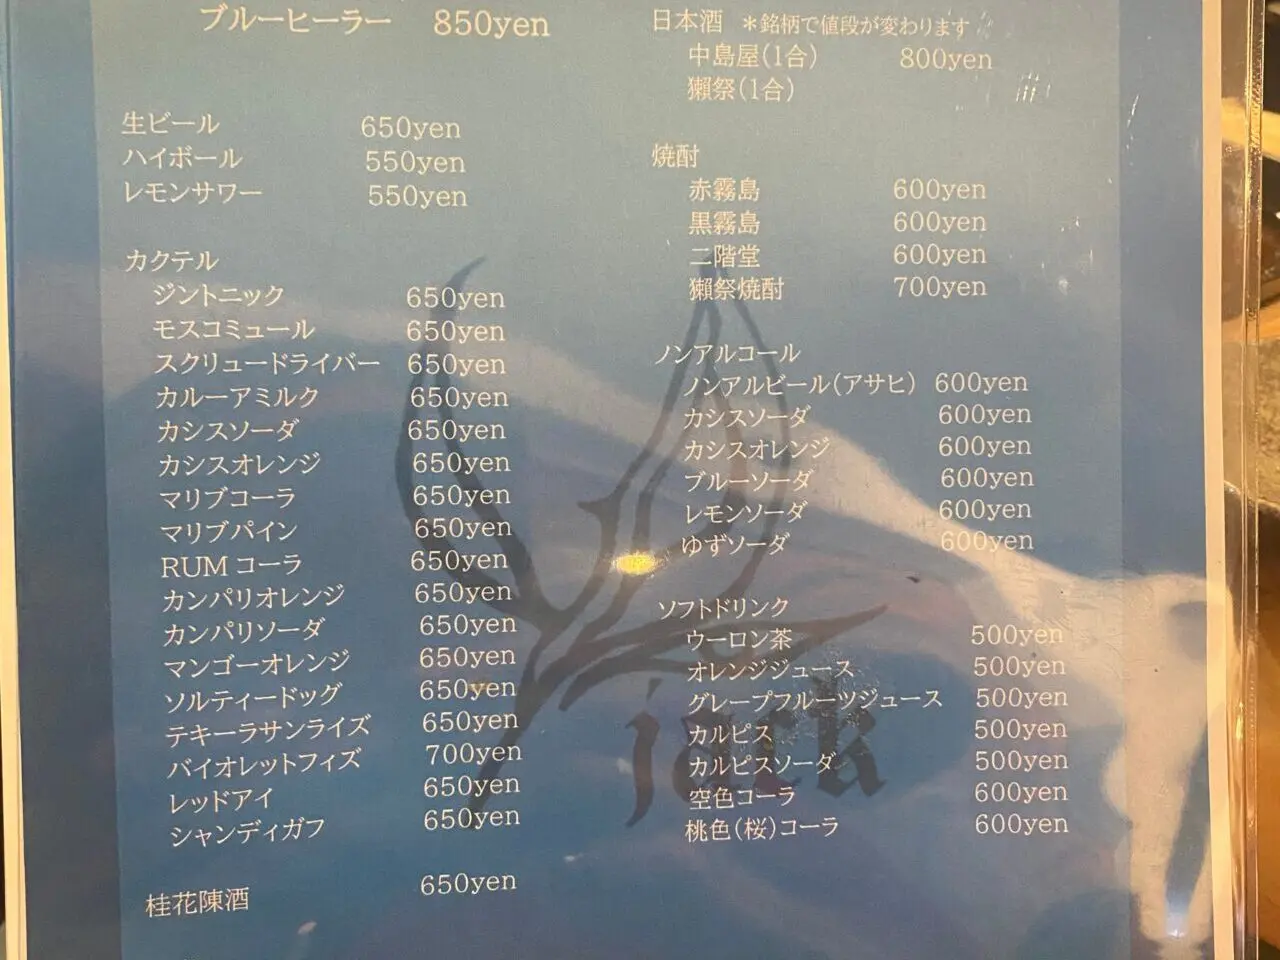 ブルーヒーラー 850yen
生ビール 650yen
ハイボール 550yen
レモンサワー 550yen
カクテル
ジントニック 650yen
モスコミュール 650yen
スクリュードライバー 650yen
カルーアミルク 650yen
カシスソーダ 650yen
カシスオレンジ 650yen
マリブコーラ 650yen
マリブパイン 650yen
RUMコーラ 650yen
カンパリオレンジ 650yen
カンパリソーダ 650yen
マンゴーオレンジ 650yen
ソルティードッグ 650yen
テキーラサンライズ 650yen
バイオレットフィズ 700yen
レッドアイ 650yen
シャンディガフ 650yen
桂花陳酒 650yen
日本酒 *銘柄で値段が変わります
中島屋(1合) 800yen
獺祭(1合)
焼酎
赤霧島 600yen
黒霧島 600yen
二階堂 600yen
獺祭焼酎 700yen
ノンアルコール
ノンアルビール(アサヒ) 600yen
カシスソーダ 600yen
カシスオレンジ 600yen
ブルーソーダ 600yen
レモンソーダ 600yen
ゆずソーダ 600yen
ソフトドリンク
ウーロン茶 500yen
オレンジジュース 500yen
グレープフルーツジュース 500yen
カルピス 500yen
カルピスソーダ 500yen
空色コーラ 600yen
桃色(桜)コーラ 600yen
jack